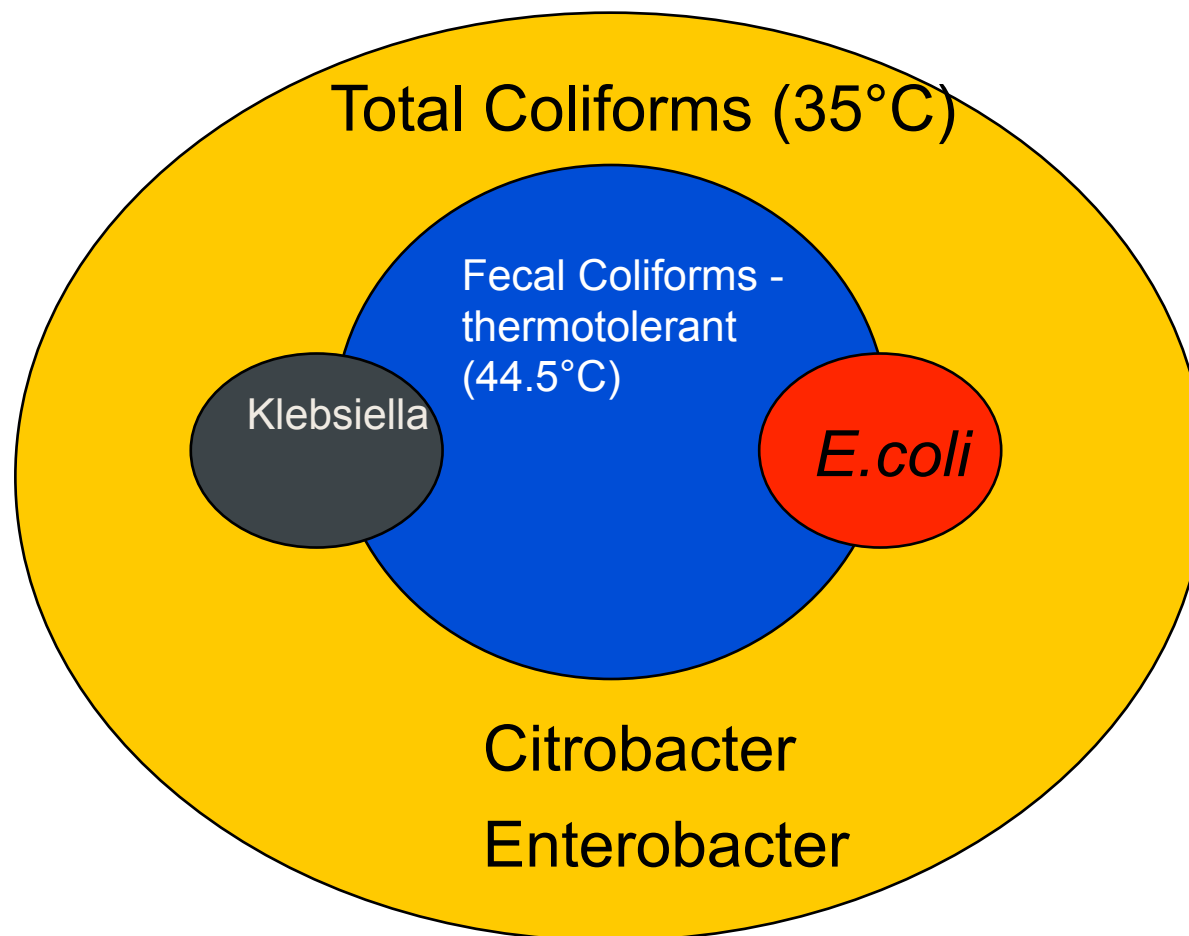 Total Coliforms (35°C)
Fecal Coliforms -
thermotolerant
(44.5°C)
Klebsiella
E.coli
Citrobacter
Enterobacter